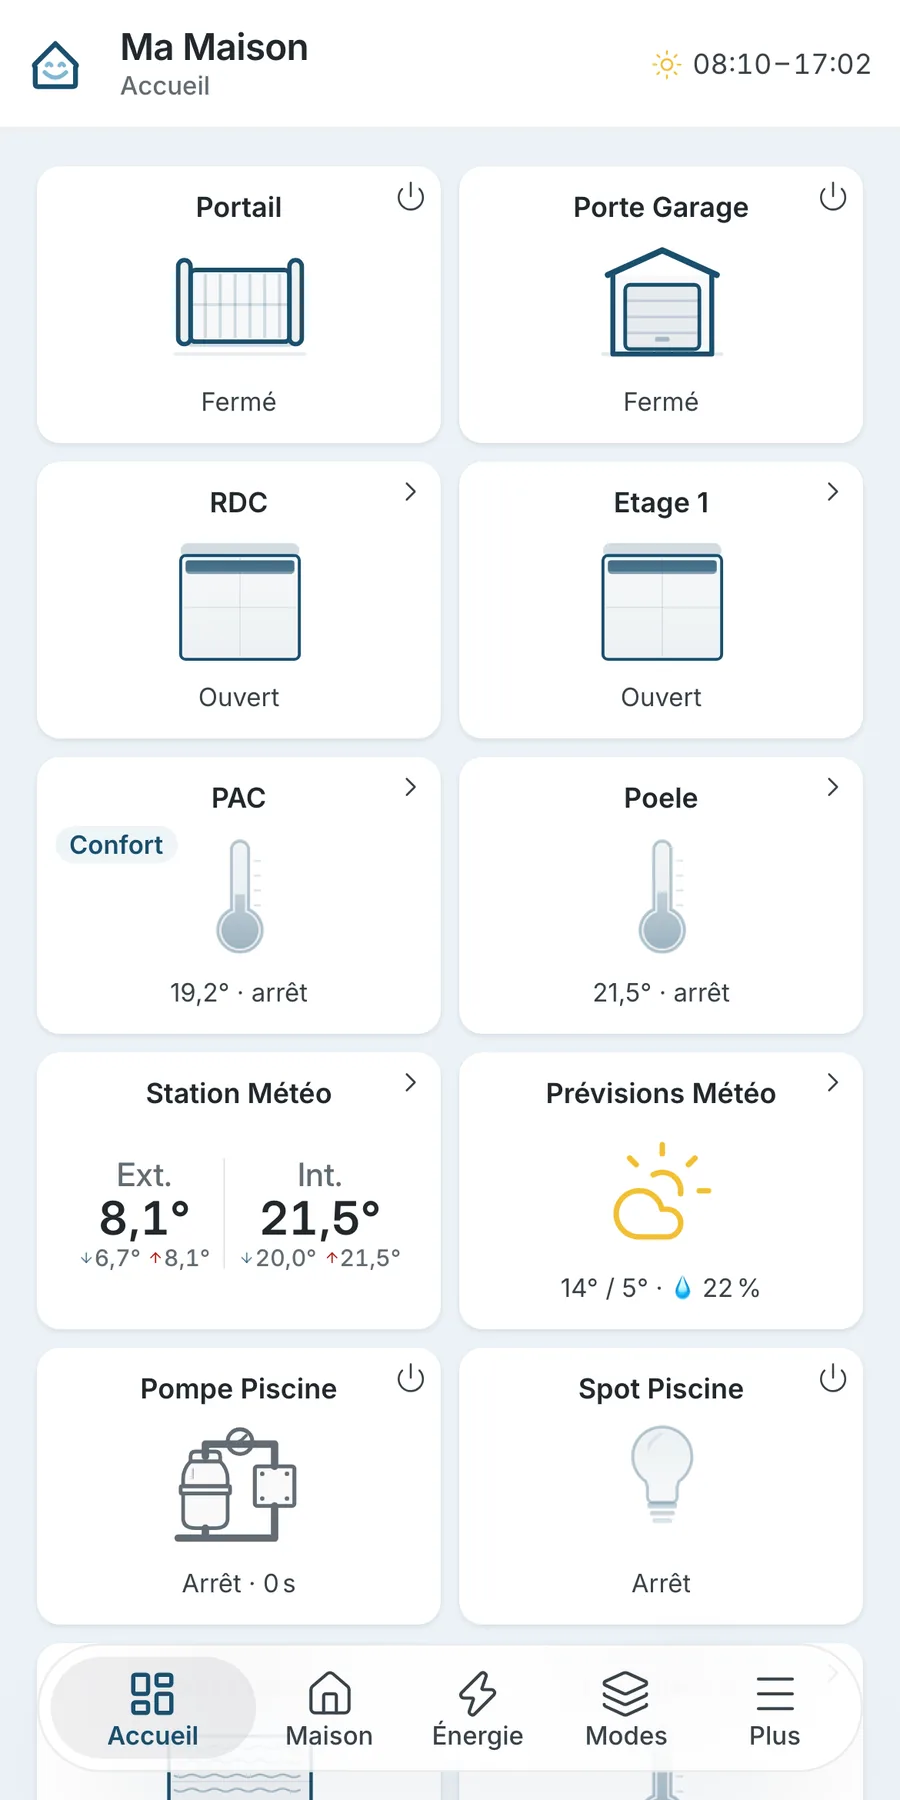 Ma Maison
Accueil
08:10–17:02
Portail
Fermé
Porte Garage
Fermé
RDC
Ouvert
Etage 1
Ouvert
PAC
Confort
19,2° · arrêt
Poele
21,5° · arrêt
Station Météo
Ext.
8,1°
↓6,7° ↑8,1°
Int.
21,5°
↓20,0° ↑21,5°
Prévisions Météo
14° / 5° · 💧 22 %
Pompe Piscine
Arrêt · 0 s
Spot Piscine
Arrêt
Accueil
Maison
Énergie
Modes
Plus